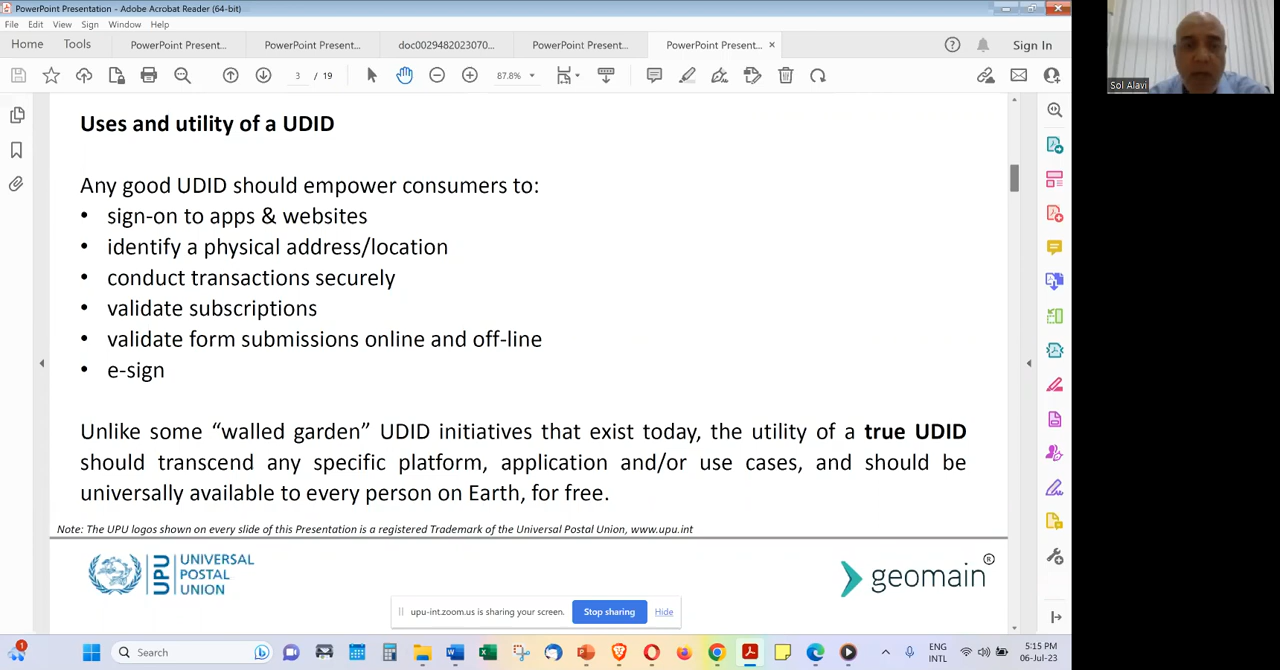 PowerPoint Presentation - Adobe Acrobat Reader (64-bit)
File Edit View Sign Window Help
Home Tools PowerPoint Present... PowerPoint Present... doc0029482023070... PowerPoint Present... PowerPoint Present... × Sign In
3 / 19 87.8%
Sol Alavi
Uses and utility of a UDID
Any good UDID should empower consumers to:
• sign-on to apps & websites
• identify a physical address/location
• conduct transactions securely
• validate subscriptions
• validate form submissions online and off-line
• e-sign
Unlike some “walled garden” UDID initiatives that exist today, the utility of a true UDID
should transcend any specific platform, application and/or use cases, and should be
universally available to every person on Earth, for free.
Note: The UPU logos shown on every slide of this Presentation is a registered Trademark of the Universal Postal Union, www.upu.int
UPU
UNIVERSAL
POSTAL
UNION
geomain®
upu-int.zoom.us is sharing your screen. Stop sharing Hide
1
Search
ENG
INTL
5:15 PM
06-Jul-23